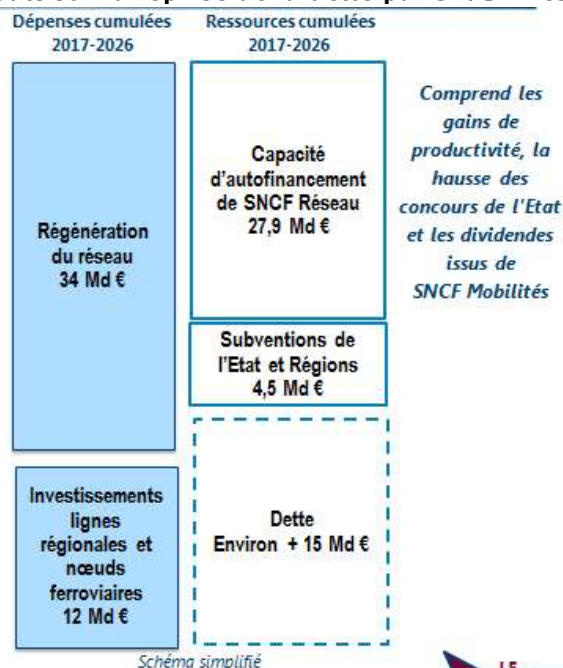 Dépenses cumulées
2017-2026
Ressources cumulées
2017-2026
Régénération
du réseau
34 Md €
Investissements
lignes
régionales et
nœuds
ferroviaires
12 Md €
Capacité
d'autofinancement
de SNCF Réseau
27,9 Md €
Subventions de
l'Etat et Régions
4,5 Md €
Dette
Environ + 15 Md €
Comprend les
gains de
productivité, la
hausse des
concours de l'Etat
et les dividendes
issus de
SNCF Mobilités
Schéma simplifié